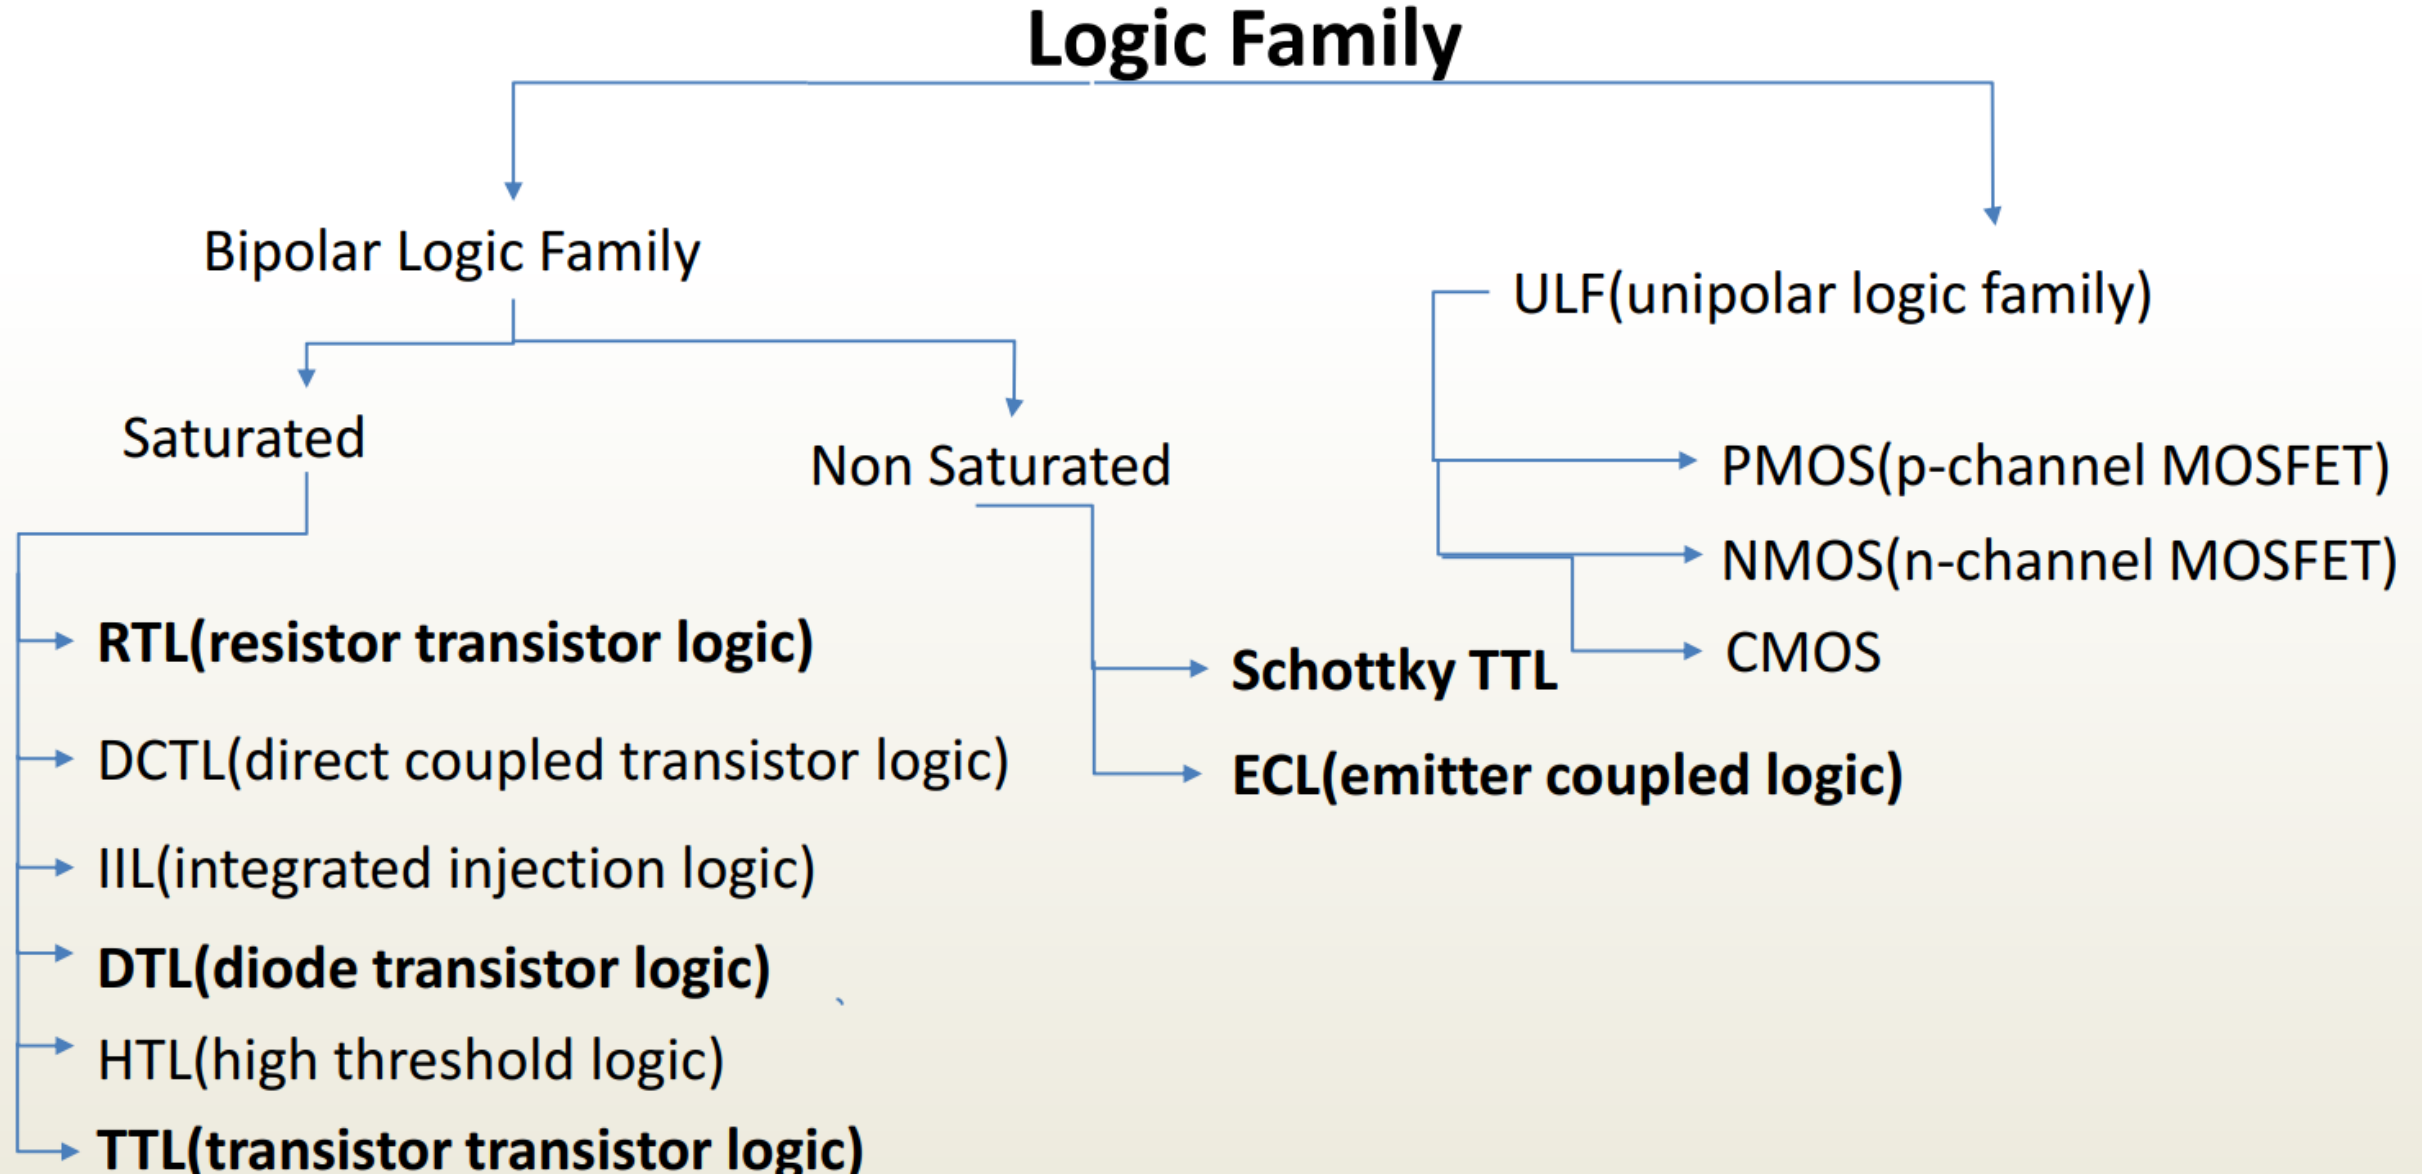 Logic Family
Bipolar Logic Family
ULF(unipolar logic family)
Saturated
Non Saturated
PMOS(p-channel MOSFET)
NMOS(n-channel MOSFET)
CMOS
RTL(resistor transistor logic)
DCTL(direct coupled transistor logic)
IIL(integrated injection logic)
DTL(diode transistor logic)
HTL(high threshold logic)
TTL(transistor transistor logic)
Schottky TTL
ECL(emitter coupled logic)